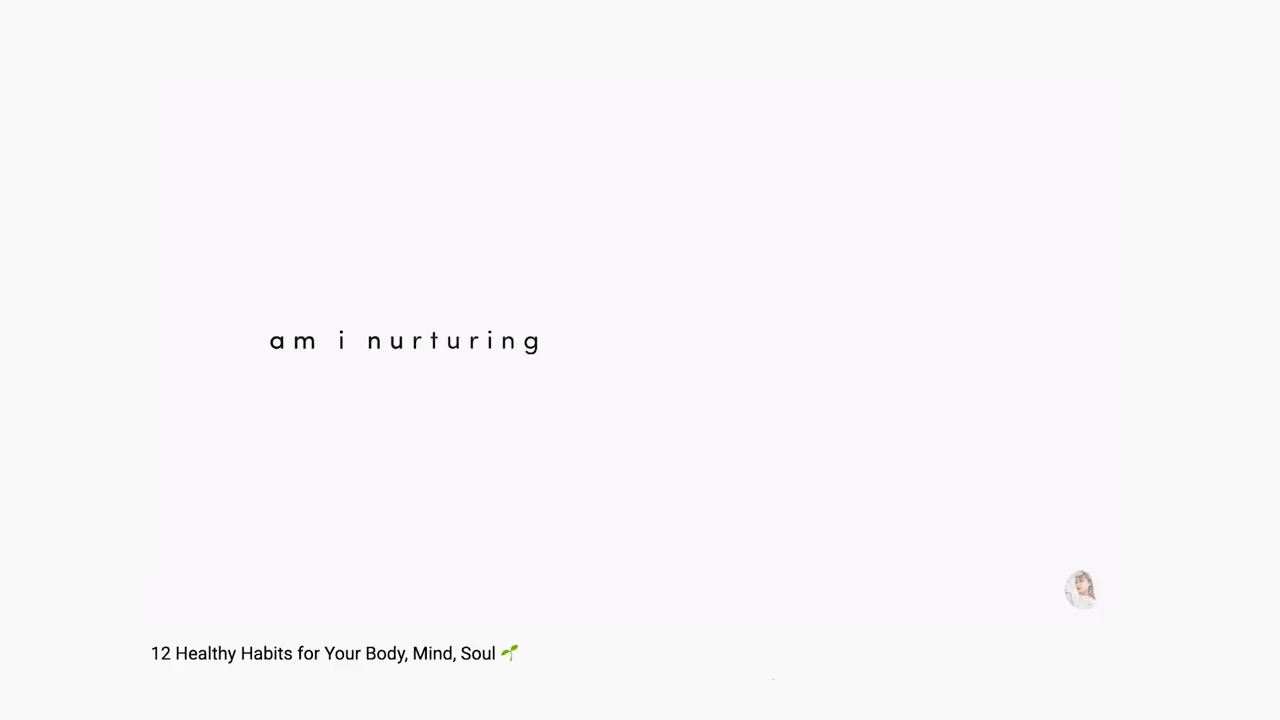 am i nurturing
12 Healthy Habits for Your Body, Mind, Soul 🌱